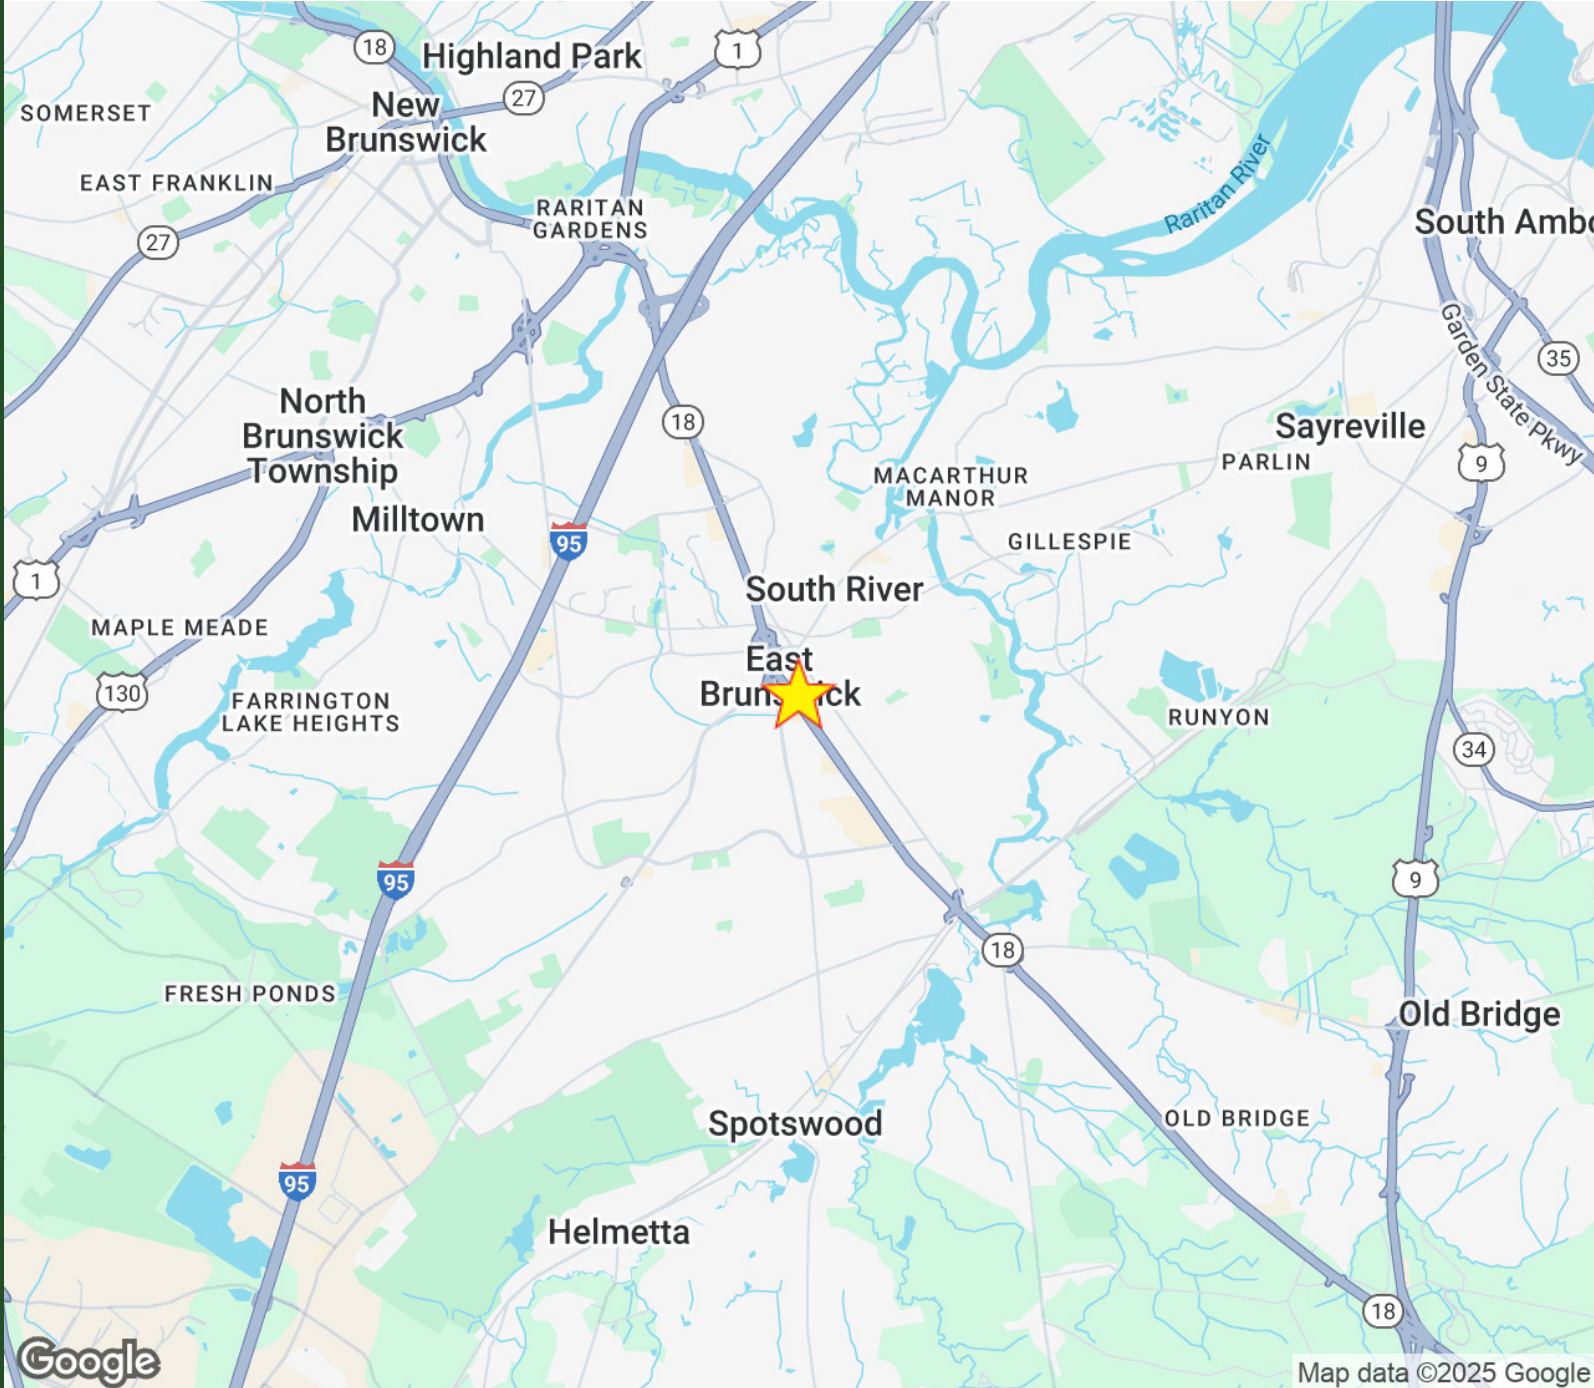 18
Highland Park
1
27
New
Brunswick
SOMERSET
EAST FRANKLIN
RARITAN
GARDENS
Raritan River
27
South Ambo
Garden State Pkwy
35
North
Brunswick
Township
18
Sayreville
PARLIN
9
MACARTHUR
MANOR
Milltown
95
GILLESPIE
1
South River
MAPLE MEADE
East
Brunswick
130
FARRINGTON
LAKE HEIGHTS
RUNYON
34
95
9
18
FRESH PONDS
Old Bridge
Spotswood
OLD BRIDGE
95
Helmetta
18
Google
Map data ©2025 Google